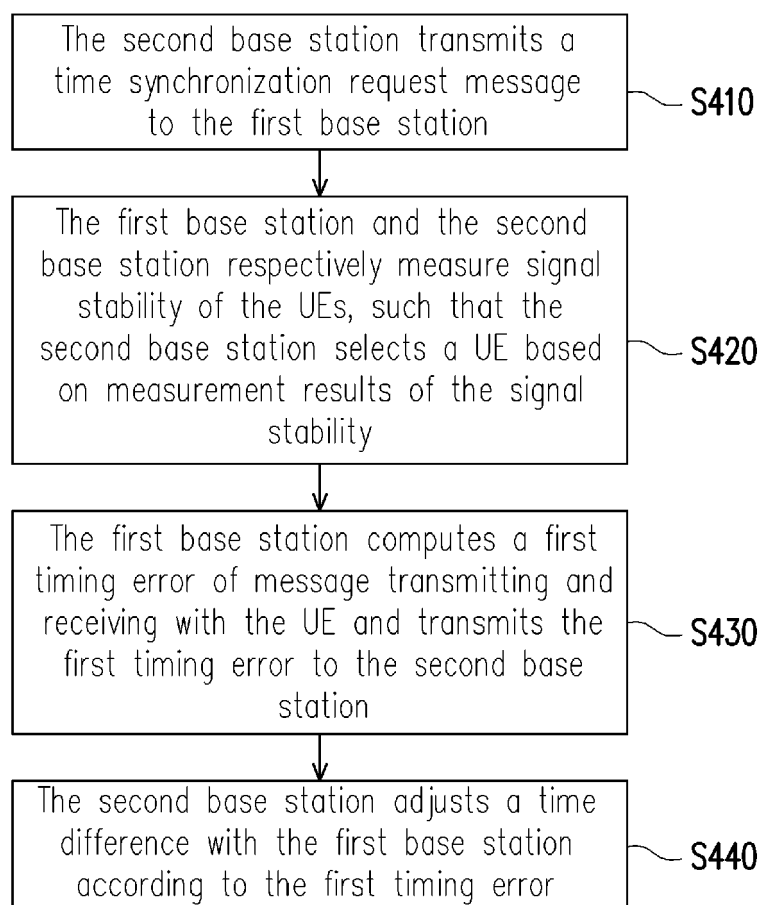 The second base station transmits a
time synchronization request message
to the first base station
S410
The first base station and the second
base station respectively measure signal
stability of the UEs, such that the
second base station selects a UE based
on measurement results of the signal
stability
S420
The first base station computes a first
timing error of message transmitting and
receiving with the UE and transmits the
first timing error to the second base
station
S430
The second base station adjusts a time
difference with the first base station
according to the first timing error
S440